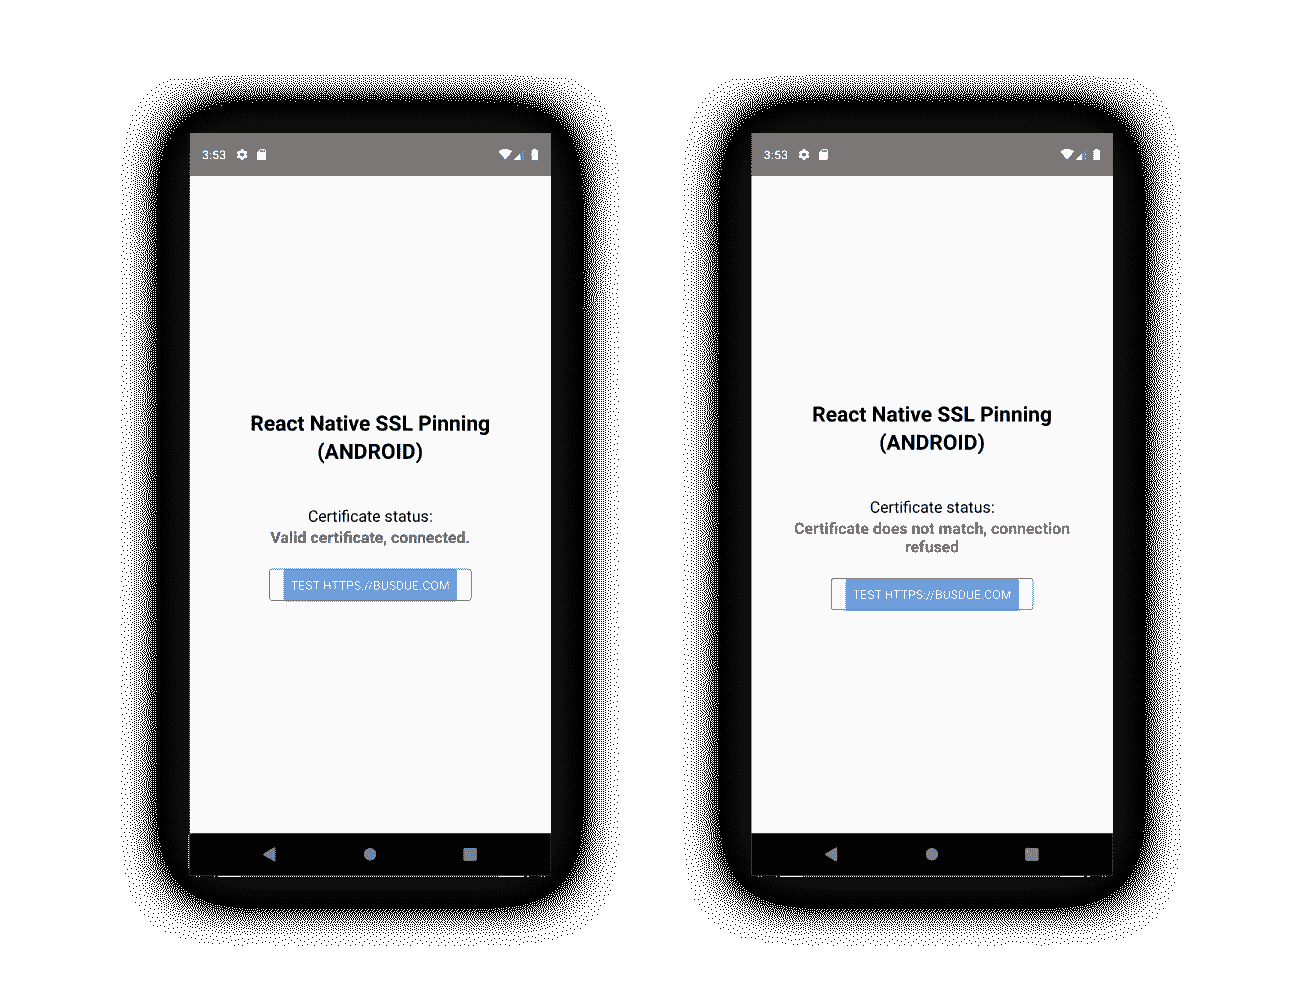 3:53
React Native SSL Pinning
(ANDROID)
Certificate status:
Valid certificate, connected.
TEST HTTPS://BUSDUE.COM
3:53
React Native SSL Pinning
(ANDROID)
Certificate status:
Certificate does not match, connection
refused
TEST HTTPS://BUSDUE.COM